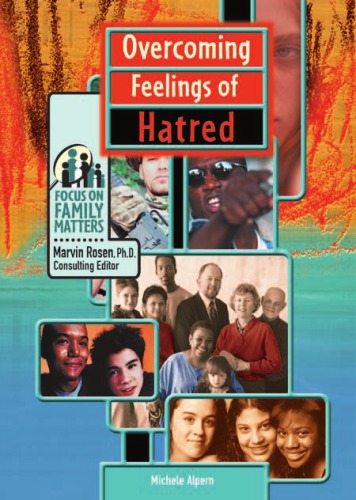 Overcoming
Feelings of
Hatred
FOCUS ON
FAMILY
MATTERS
Marvin Rosen, Ph.D.
Consulting Editor
Michele Alpern